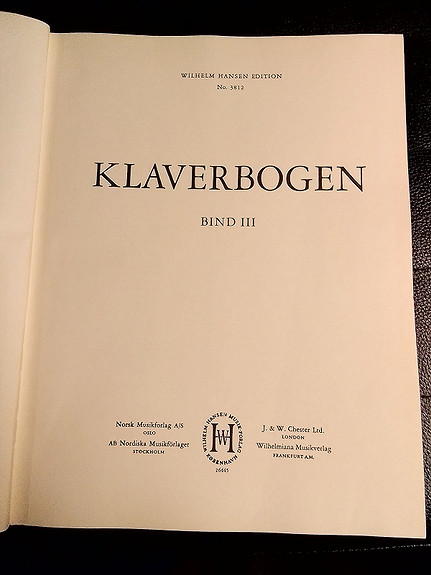 WILHELM HANSEN EDITION
No. 3812
KLAVERBOGEN
BIND III
Norsk Musikforlag A/S
OSLO
AB Nordiska Musikförlaget
STOCKHOLM
WILHELM HANSEN MUSIK-FORLAG
KØBENHAVN
WH
26645
J. & W. Chester Ltd.
LONDON
Wilhelmiana Musikverlag
FRANKFURT A.M.